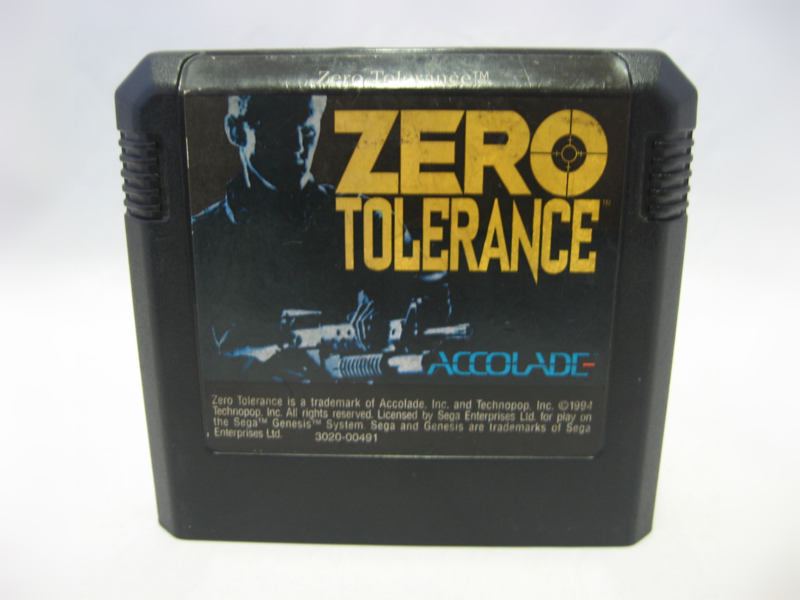 Zero Tolerance™
ZERO
TOLERANCE™
ACCOLADE™
Zero Tolerance is a trademark of Accolade, Inc. and Technopop, Inc. ©1994
Technopop, Inc. All rights reserved. Licensed by Sega Enterprises Ltd. for play on
the Sega™ Genesis™ System. Sega and Genesis are trademarks of Sega
Enterprises Ltd. 3020-00491